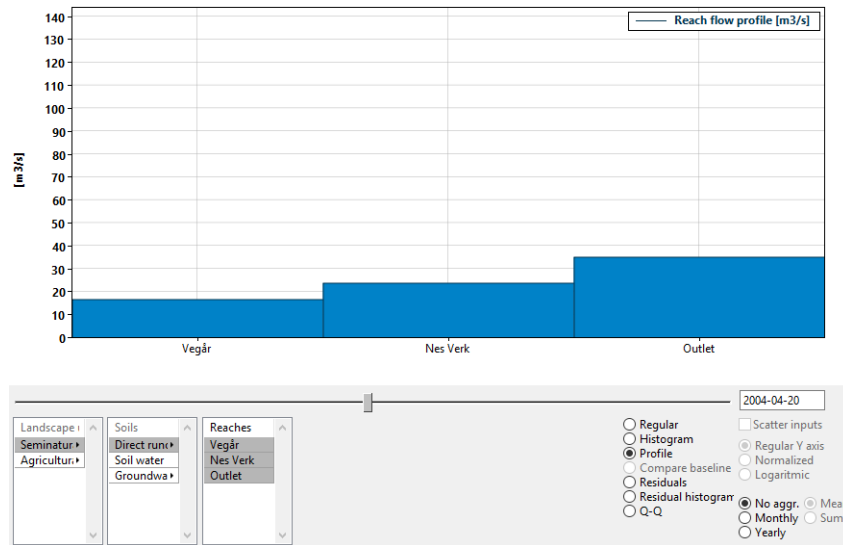 140
130
120
110
100
90
80
70
60
50
40
30
20
10
0
[m3/s]
Reach flow profile [m3/s]
Vegår Nes Verk Outlet
2004-04-20
Landscape
Seminatur
Agricultur
Soils
Direct runo
Soil water
Groundwa
Reaches
Vegår
Nes Verk
Outlet
Regular
Histogram
Profile
Compare baseline
Residuals
Residual histogram
Q-Q
Scatter inputs
Regular Y axis
Normalized
Logaritmic
No aggr. Mea
Monthly Sum
Yearly